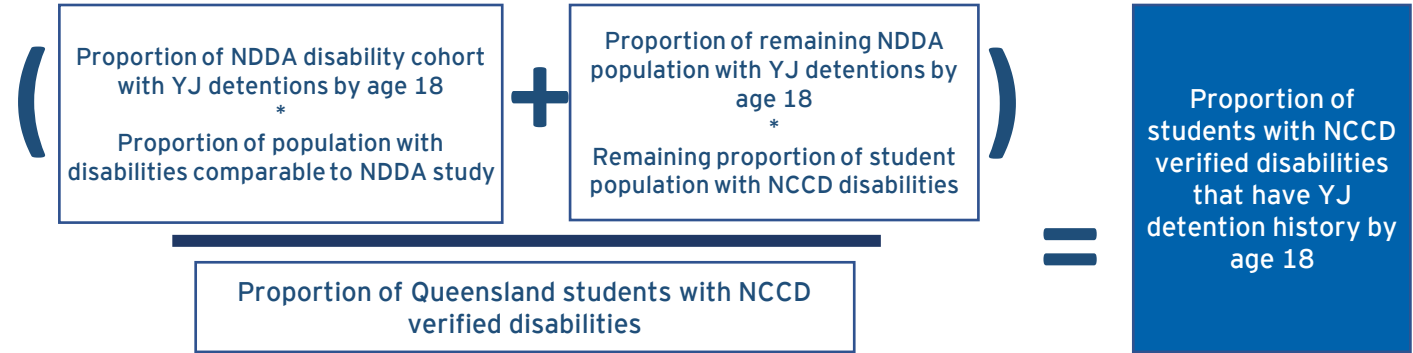 (
Proportion of NDDA disability cohort
with YJ detentions by age 18
*
Proportion of population with
disabilities comparable to NDDA study
+
Proportion of remaining NDDA
population with YJ detentions by
age 18
*
Remaining proportion of student
population with NCCD disabilities
)
Proportion of Queensland students with NCCD
verified disabilities
=
Proportion of
students with NCCD
verified disabilities
that have YJ
detention history by
age 18